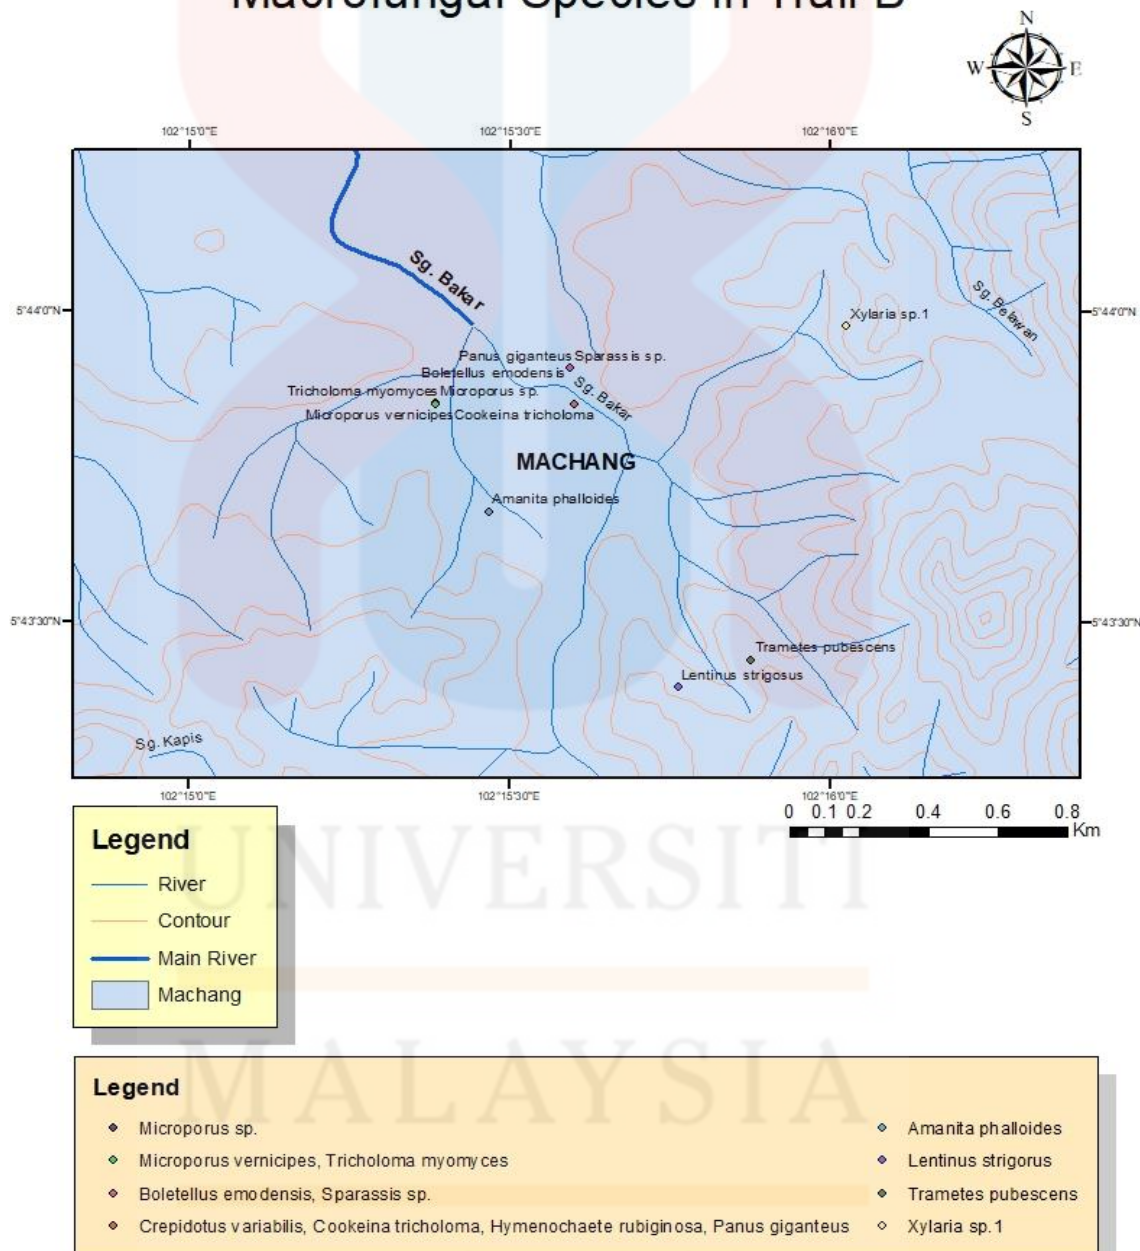 Macrofungal Species in Trail B
N
W E
S
102°15'0"E 102°15'30"E 102°16'0"E
Sg. Bakar
5°44'0"N 5°44'0"N
Sg. Belawan
Xylaria sp.1
Panus giganteus Sparassis sp.
Boletellus emodensis
Sg. Bakar
Tricholoma myomyces Microporus sp.
Microporus vernicipes Cookeina tricholoma
MACHANG
Amanita phalloides
5°43'30"N 5°43'30"N
Trametes pubescens
Lentinus strigosus
Sg. Kapis
102°15'0"E 102°15'30"E 102°16'0"E
0 0.1 0.2 0.4 0.6 0.8
Km
Legend
River
Contour
Main River
Machang
UNIVERSITI
MALAYSIA
Legend
Microporus sp.
Microporus vernicipes, Tricholoma myomyces
Boletellus emodensis, Sparassis sp.
Crepidotus variabilis, Cookeina tricholoma, Hymenochaete rubiginosa, Panus giganteus
Amanita phalloides
Lentinus strigorus
Trametes pubescens
Xylaria sp.1